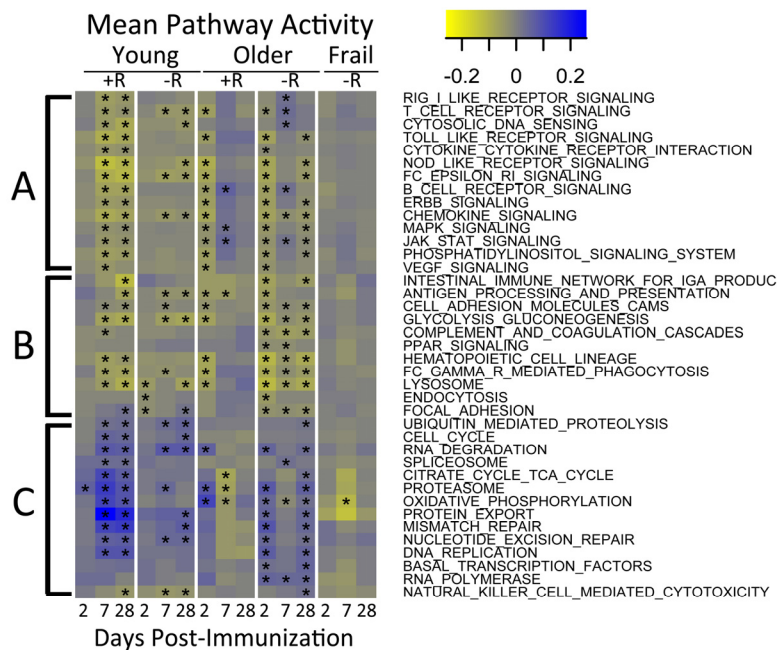 Mean Pathway Activity
Young Older Frail
+R -R +R -R -R
-0.2 0 0.2
A
B
C
RIG_I_LIKE_RECEPTOR_SIGNALING
T_CELL_RECEPTOR_SIGNALING
CYTOSOLIC_DNA_SENSING
TOLL_LIKE_RECEPTOR_SIGNALING
CYTOKINE_CYTOKINE_RECEPTOR_INTERACTION
NOD_LIKE_RECEPTOR_SIGNALING
FC_EPSILON_RI_SIGNALING
B_CELL_RECEPTOR_SIGNALING
ERBB_SIGNALING
CHEMOKINE_SIGNALING
MAPK_SIGNALING
JAK_STAT_SIGNALING
PHOSPHATIDYLINOSITOL_SIGNALING_SYSTEM
VEGF_SIGNALING
INTESTINAL_IMMUNE_NETWORK_FOR_IGA_PRODUC
ANTIGEN_PROCESSING_AND_PRESENTATION
CELL_ADHESION_MOLECULES_CAMS
GLYCOLYSIS_GLUCONEOGENESIS
COMPLEMENT_AND_COAGULATION_CASCADES
PPAR_SIGNALING
HEMATOPOIETIC_CELL_LINEAGE
FC_GAMMA_R_MEDIATED_PHAGOCYTOSIS
LYSOSOME
ENDOCYTOSIS
FOCAL_ADHESION
UBIQUITIN_MEDIATED_PROTEOLYSIS
CELL_CYCLE
RNA_DEGRADATION
SPLICEOSOME
CITRATE_CYCLE_TCA_CYCLE
PROTEASOME
OXIDATIVE_PHOSPHORYLATION
PROTEIN_EXPORT
MISMATCH_REPAIR
NUCLEOTIDE_EXCISION_REPAIR
DNA_REPLICATION
BASAL_TRANSCRIPTION_FACTORS
RNA_POLYMERASE
NATURAL_KILLER_CELL_MEDIATED_CYTOTOXICITY
2 7 28 2 7 28 2 7 28 2 7 28 2 7 28
Days Post-Immunization